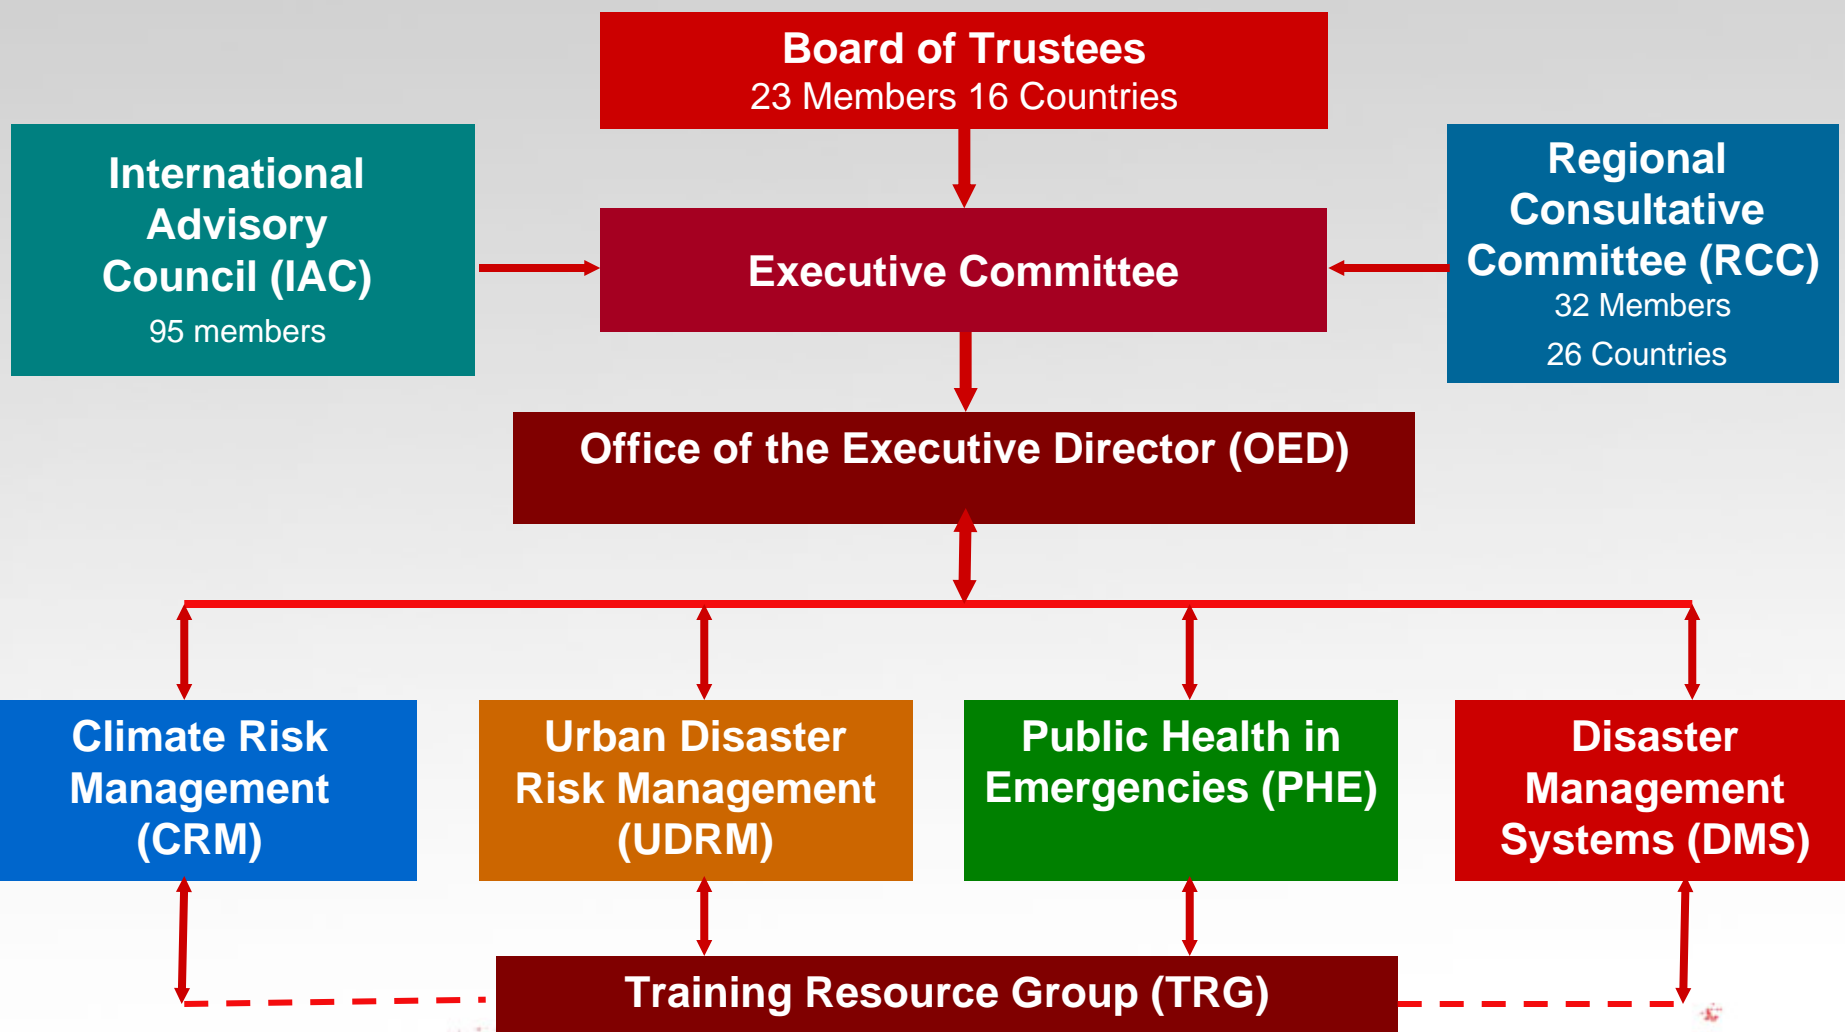 Board of Trustees
23 Members 16 Countries
International
Advisory
Council (IAC)
95 members
Executive Committee
Regional
Consultative
Committee (RCC)
32 Members
26 Countries
Office of the Executive Director (OED)
Climate Risk
Management
(CRM)
Urban Disaster
Risk Management
(UDRM)
Public Health in
Emergencies (PHE)
Disaster
Management
Systems (DMS)
Training Resource Group (TRG)